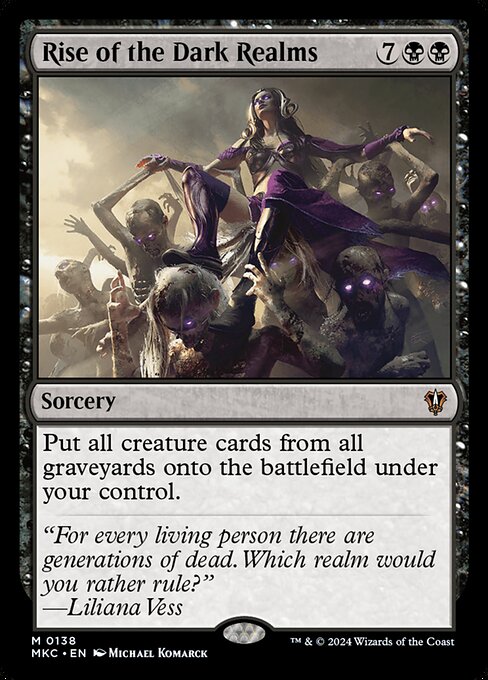 Rise of the Dark Realms 7
Sorcery
Put all creature cards from all
graveyards onto the battlefield under
your control.
“For every living person there are
generations of dead. Which realm would
you rather rule?”
—Liliana Vess
M 0138
MKC • EN Michael Komarck
™ & © 2024 Wizards of the Coast